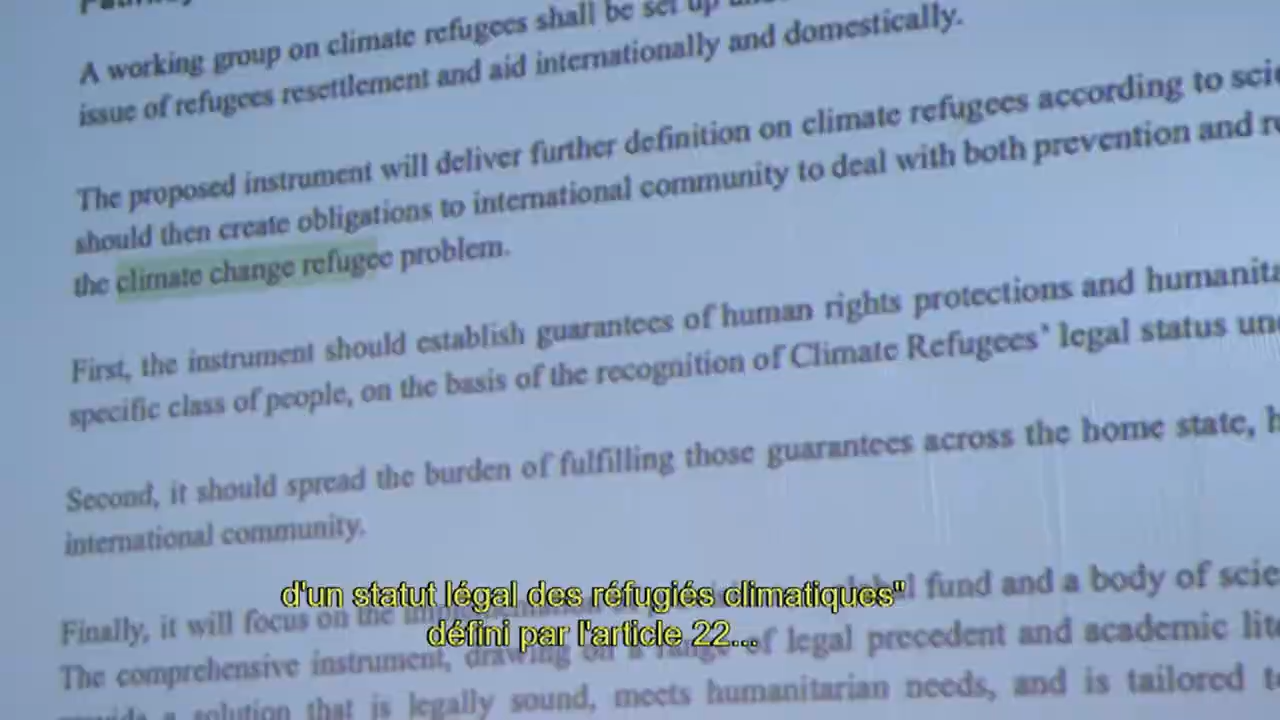 A working group on climate refugees shall be set up
issue of refugees resettlement and aid internationally and domestically.
The proposed instrument will deliver further definition on climate refugees according to
should then create obligations to international community to deal with both prevention and
the climate change refugee problem.
First, the instrument should establish guarantees of human rights protections and
specific class of people, on the basis of the recognition of Climate Refugees' legal status
Second, it should spread the burden of fulfilling those guarantees across the home state,
international community.
Finally, it will focus on the fund and a body of
d'un statut légal des réfugiés climatiques"
défini par l'article 22...
The comprehensive instrument, drawing on a range of legal precedent and academic
a solution that is legally sound, meets humanitarian needs, and is tailored